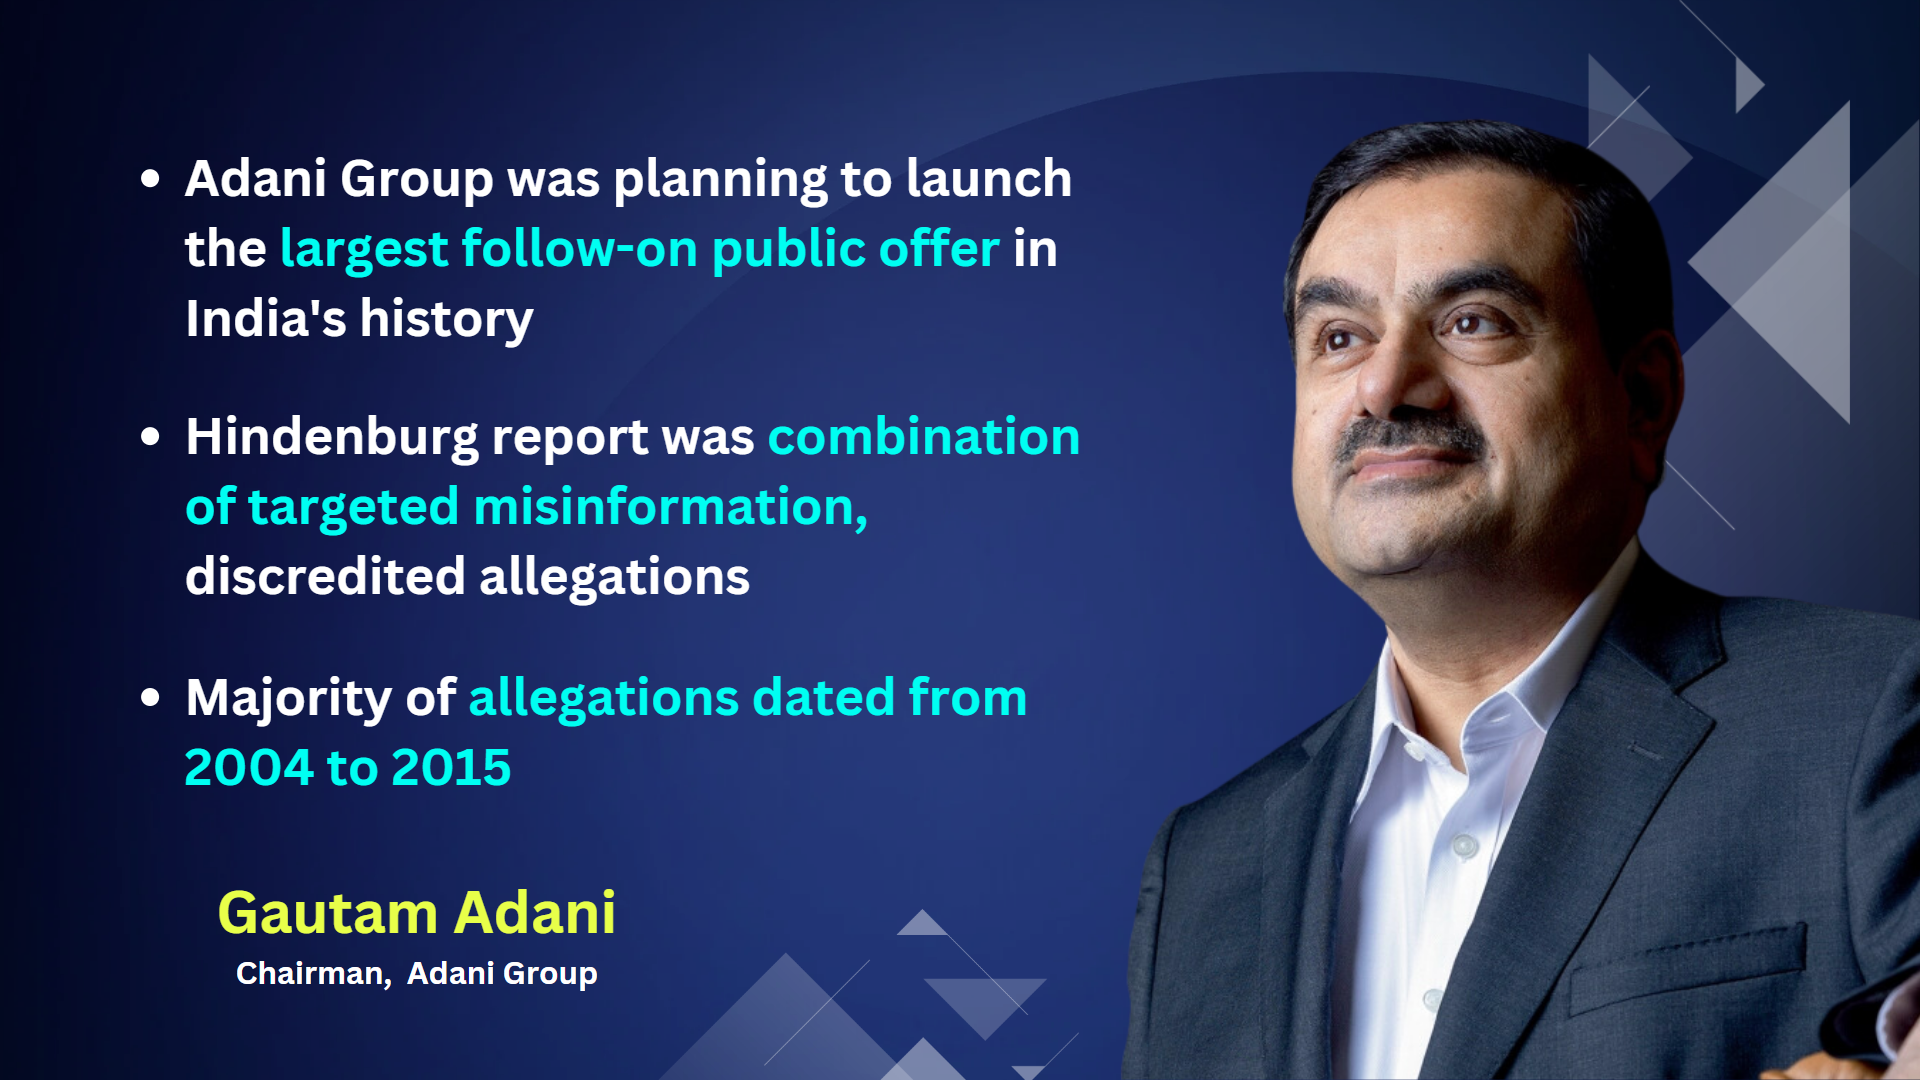 • Adani Group was planning to launch
the largest follow-on public offer in
India's history
• Hindenburg report was combination
of targeted misinformation,
discredited allegations
• Majority of allegations dated from
2004 to 2015
Gautam Adani
Chairman, Adani Group